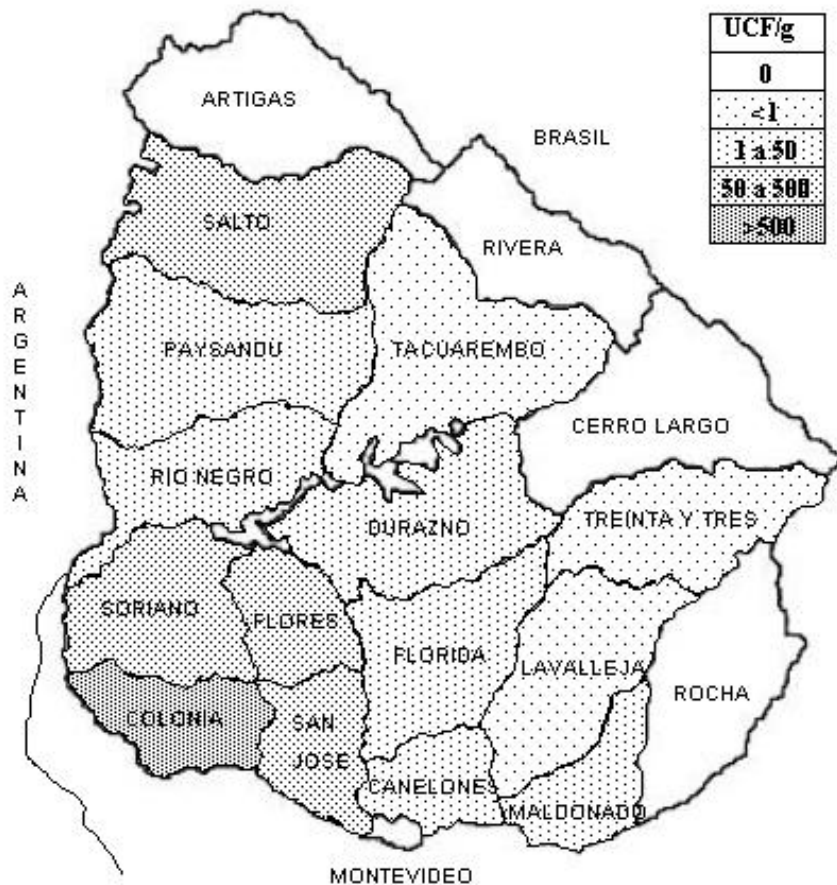 UCF/g
0
<1
1 a 50
50 a 500
>500
ARTIGAS
BRASIL
SALTO
RIVERA
ARGENTINA
PAYSANDU
TACUAREMBO
CERRO LARGO
RIO NEGRO
DURAZNO
TREINTA Y TRES
SORIANO
FLORES
FLORIDA
LAVALLEJA
ROCHA
COLONIA
SAN
JOSE
CANELONES
MALDONADO
MONTEVIDEO